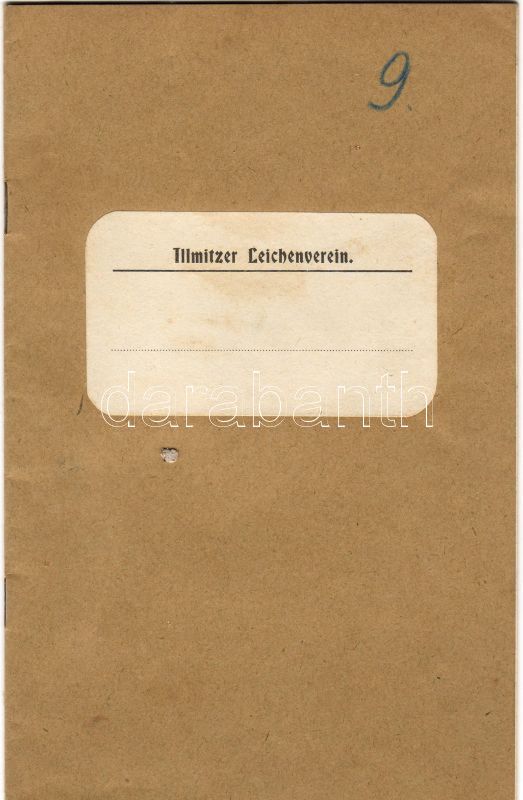 9.
Illmitzer Leichenverein.
darabanth